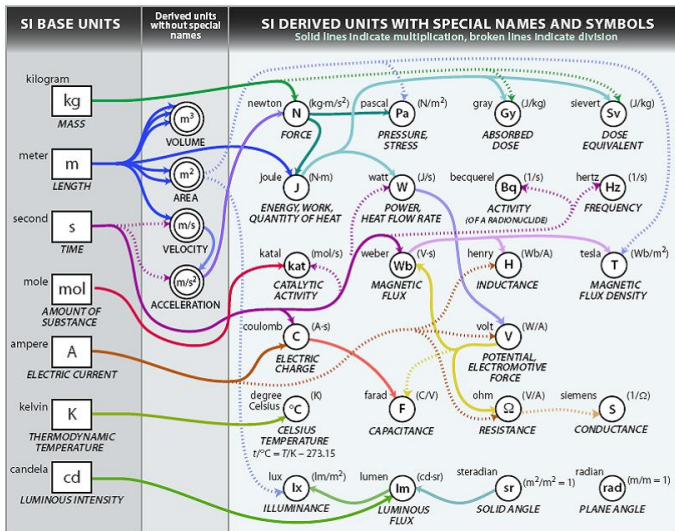 SI BASE UNITS
Derived units
without special
names
SI DERIVED UNITS WITH SPECIAL NAMES AND SYMBOLS
Solid lines indicate multiplication, broken lines indicate division
kilogram
kg
MASS
m³
VOLUME
newton
N
(kg·m/s²)
FORCE
pascal
Pa
(N/m²)
PRESSURE,
STRESS
gray
Gy
(J/kg)
ABSORBED
DOSE
sievert
Sv
(J/kg)
DOSE
EQUIVALENT
meter
m
LENGTH
m²
AREA
joule
J
(N·m)
ENERGY, WORK,
QUANTITY OF HEAT
watt
W
(J/s)
POWER,
HEAT FLOW RATE
becquerel
Bq
(1/s)
ACTIVITY
(OF A RADIONUCLIDE)
hertz
Hz
(1/s)
FREQUENCY
second
s
TIME
m/s
VELOCITY
m/s²
ACCELERATION
katal
kat
(mol/s)
CATALYTIC
ACTIVITY
weber
Wb
(V·s)
MAGNETIC
FLUX
henry
H
(Wb/A)
INDUCTANCE
tesla
T
(Wb/m²)
MAGNETIC
FLUX DENSITY
mole
mol
AMOUNT OF
SUBSTANCE
coulomb
C
(A·s)
ELECTRIC
CHARGE
volt
V
(W/A)
POTENTIAL,
ELECTROMOTIVE
FORCE
ampere
A
ELECTRIC CURRENT
kelvin
K
THERMODYNAMIC
TEMPERATURE
degree
Celsius
°C
(K)
CELSIUS
TEMPERATURE
t/°C = T/K – 273.15
farad
F
(C/V)
CAPACITANCE
ohm
Ω
(V/A)
RESISTANCE
siemens
S
(1/Ω)
CONDUCTANCE
candela
cd
LUMINOUS INTENSITY
lux
lx
(lm/m²)
ILLUMINANCE
lumen
lm
(cd·sr)
LUMINOUS
FLUX
steradian
sr
(m²/m² = 1)
SOLID ANGLE
radian
rad
(m/m = 1)
PLANE ANGLE